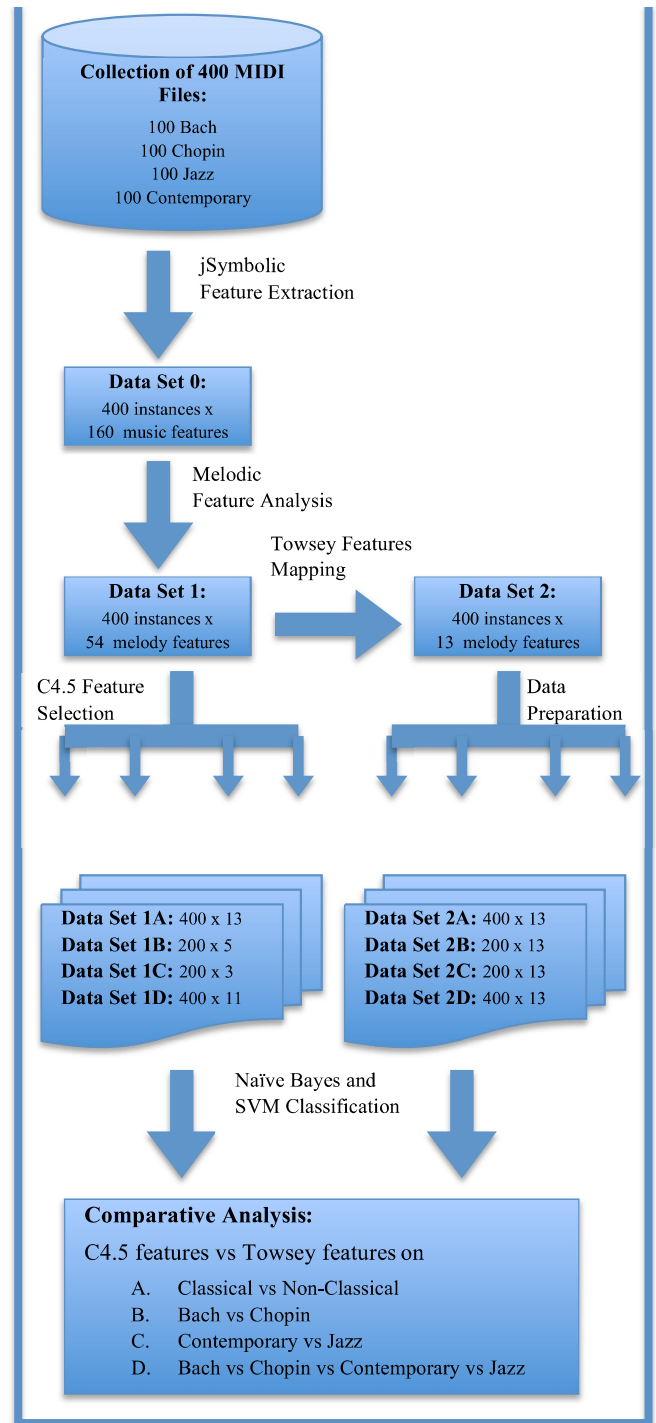 Collection of 400 MIDI
Files:
100 Bach
100 Chopin
100 Jazz
100 Contemporary
jSymbolic
Feature Extraction
Data Set 0:
400 instances x
160 music features
Melodic
Feature Analysis
Towsey Features
Mapping
Data Set 1:
400 instances x
54 melody features
Data Set 2:
400 instances x
13 melody features
C4.5 Feature
Selection
Data
Preparation
Data Set 1A: 400 x 13
Data Set 1B: 200 x 5
Data Set 1C: 200 x 3
Data Set 1D: 400 x 11
Data Set 2A: 400 x 13
Data Set 2B: 200 x 13
Data Set 2C: 200 x 13
Data Set 2D: 400 x 13
Naïve Bayes and
SVM Classification
Comparative Analysis:
C4.5 features vs Towsey features on
A. Classical vs Non-Classical
B. Bach vs Chopin
C. Contemporary vs Jazz
D. Bach vs Chopin vs Contemporary vs Jazz